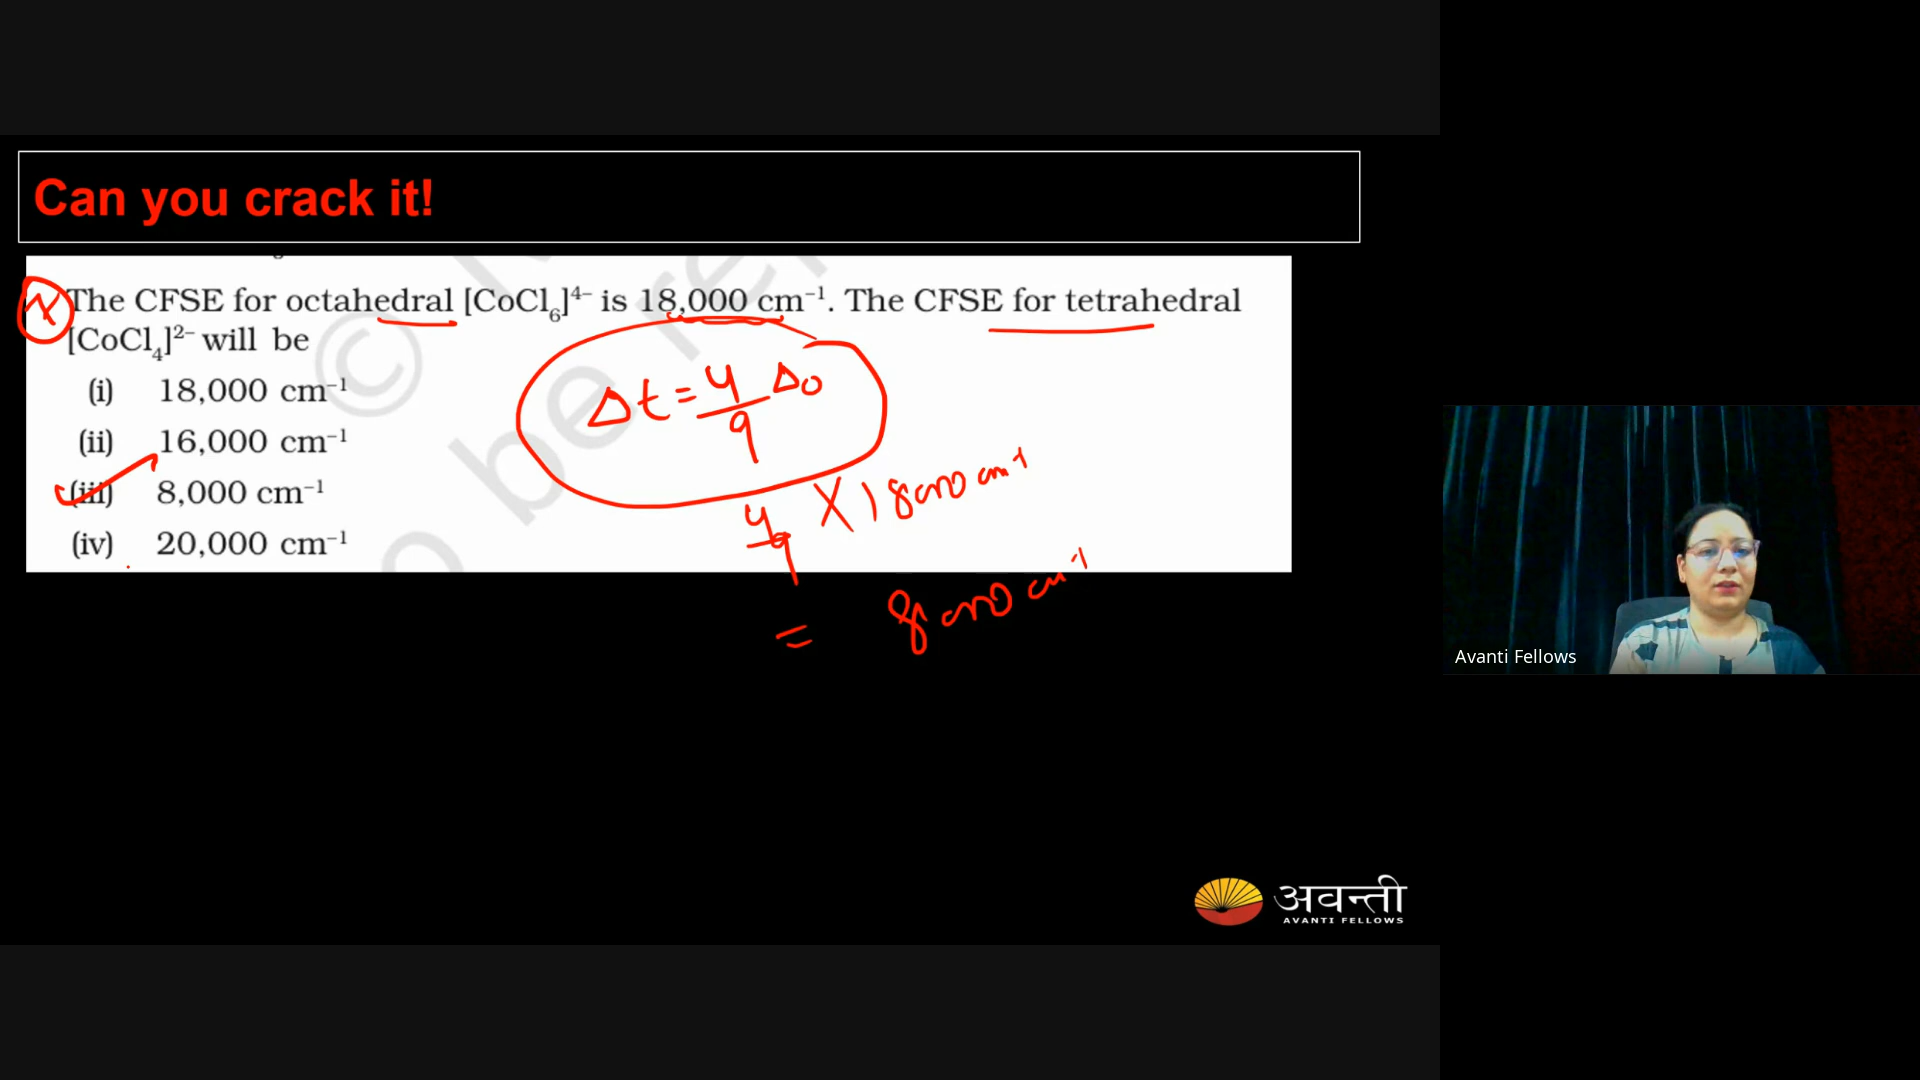 Can you crack it!
N The CFSE for octahedral [CoCl₆]⁴⁻ is 18,000 cm⁻¹. The CFSE for tetrahedral
[CoCl₄]²⁻ will be
(i) 18,000 cm⁻¹
(ii) 16,000 cm⁻¹
(iii) 8,000 cm⁻¹
(iv) 20,000 cm⁻¹
Δt = 4/9 Δo
4/9 X 18000 cm⁻¹
= 8000 cm⁻¹
Avanti Fellows
अवन्ती
AVANTI FELLOWS